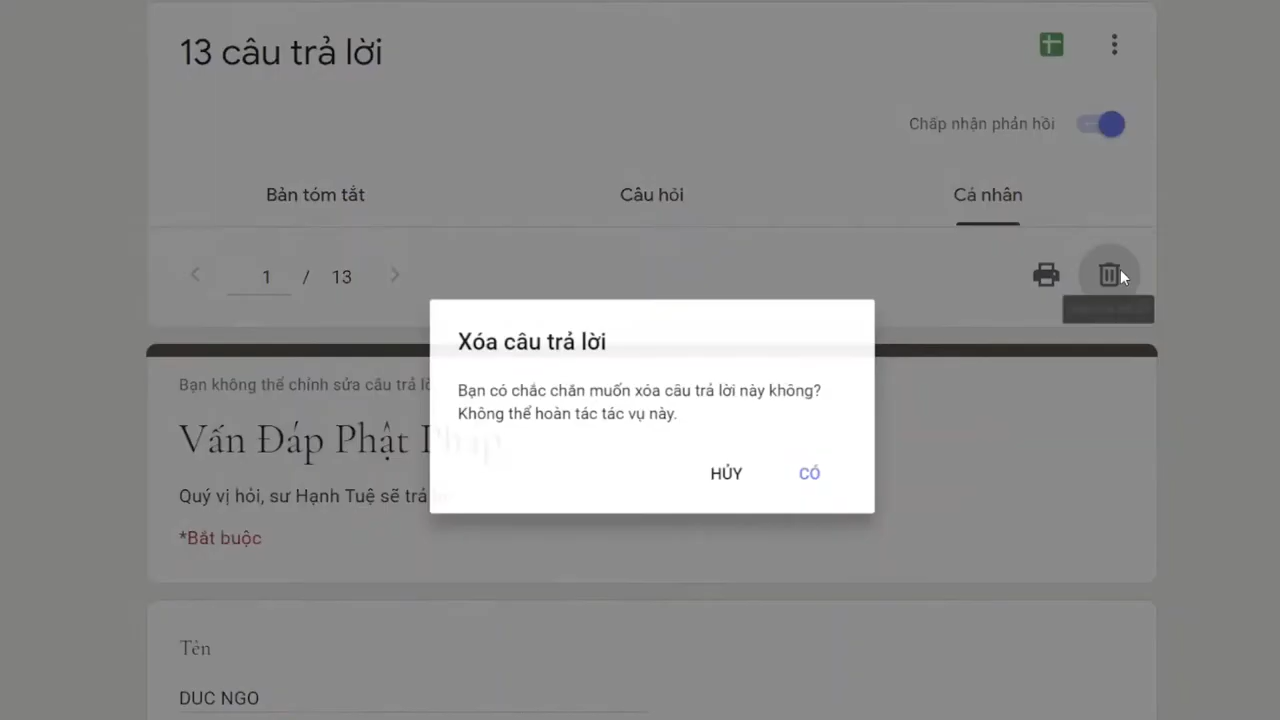 13 câu trả lời
Chấp nhận phản hồi
Bản tóm tắt
Câu hỏi
Cá nhân
1 / 13
Xóa câu trả lời
Bạn có chắc chắn muốn xóa câu trả lời này không?
Không thể hoàn tác tác vụ này.
HỦY
CÓ
Bạn không thể chỉnh sửa câu trả
Vấn Đáp Phật Pháp
Quý vị hỏi, sư Hạnh Tuệ sẽ trả
*Bắt buộc
Tên
DUC NGO